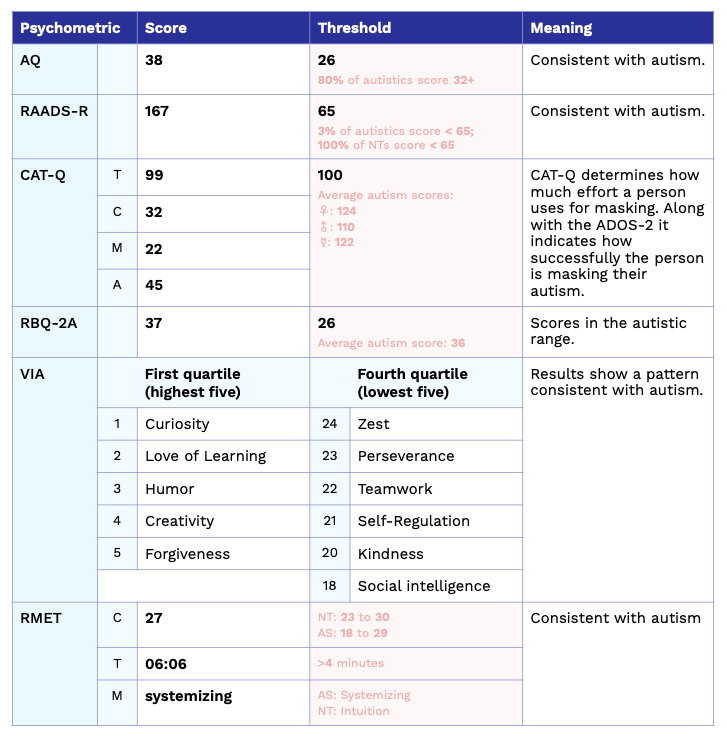 Psychometric Score Threshold Meaning
AQ 38 26 Consistent with autism.
80% of autistics score 32+
RAADS-R 167 65 Consistent with autism.
3% of autistics score < 65;
100% of NTs score < 65
CAT-Q T 99 100 CAT-Q determines how
much effort a person
uses for masking. Along
with the ADOS-2 it
indicates how
successfully the person
is masking their
autism.
Average autism scores:
♀: 124
⚦: 110
☿: 122
C 32
M 22
A 45
RBQ-2A 37 26 Scores in the autistic
range.
Average autism score: 36
VIA First quartile
(highest five)
Fourth quartile
(lowest five)
Results show a pattern
consistent with autism.
1 Curiosity 24 Zest
2 Love of Learning 23 Perseverance
3 Humor 22 Teamwork
4 Creativity 21 Self-Regulation
5 Forgiveness 20 Kindness
18 Social intelligence
RMET C 27 NT: 23 to 30 Consistent with autism
AS: 18 to 29
T 06:06 >4 minutes
M systemizing AS: Systemizing
NT: Intuition